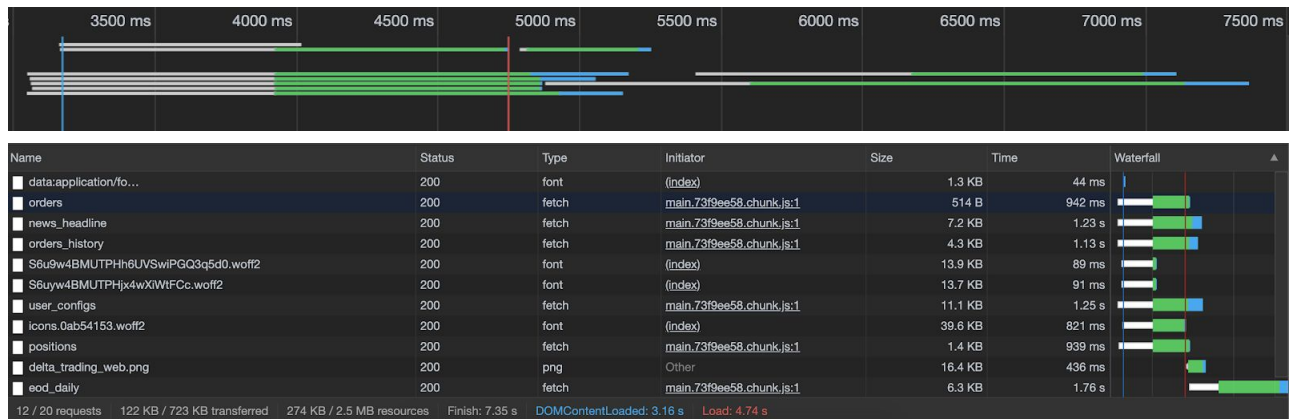 3500 ms 4000 ms 4500 ms 5000 ms 5500 ms 6000 ms 6500 ms 7000 ms 7500 ms
Name Status Type Initiator Size Time Waterfall
data:application/fo... 200 font (index) 1.3 KB 44 ms
orders 200 fetch main.73f9ee58.chunk.js:1 514 B 942 ms
news_headline 200 fetch main.73f9ee58.chunk.js:1 7.2 KB 1.23 s
orders_history 200 fetch main.73f9ee58.chunk.js:1 4.3 KB 1.13 s
S6u9w4BMUTPHh6UVSwiPGQ3q5d0.woff2 200 font (index) 13.9 KB 89 ms
S6uyw4BMUTPHjx4wXiWtFCc.woff2 200 font (index) 13.7 KB 91 ms
user_configs 200 fetch main.73f9ee58.chunk.js:1 11.1 KB 1.25 s
icons.0ab54153.woff2 200 font (index) 39.6 KB 821 ms
positions 200 fetch main.73f9ee58.chunk.js:1 1.4 KB 939 ms
delta_trading_web.png 200 png Other 16.4 KB 436 ms
eod_daily 200 fetch main.73f9ee58.chunk.js:1 6.3 KB 1.76 s
12 / 20 requests 122 KB / 723 KB transferred 274 KB / 2.5 MB resources Finish: 7.35 s DOMContentLoaded: 3.16 s Load: 4.74 s